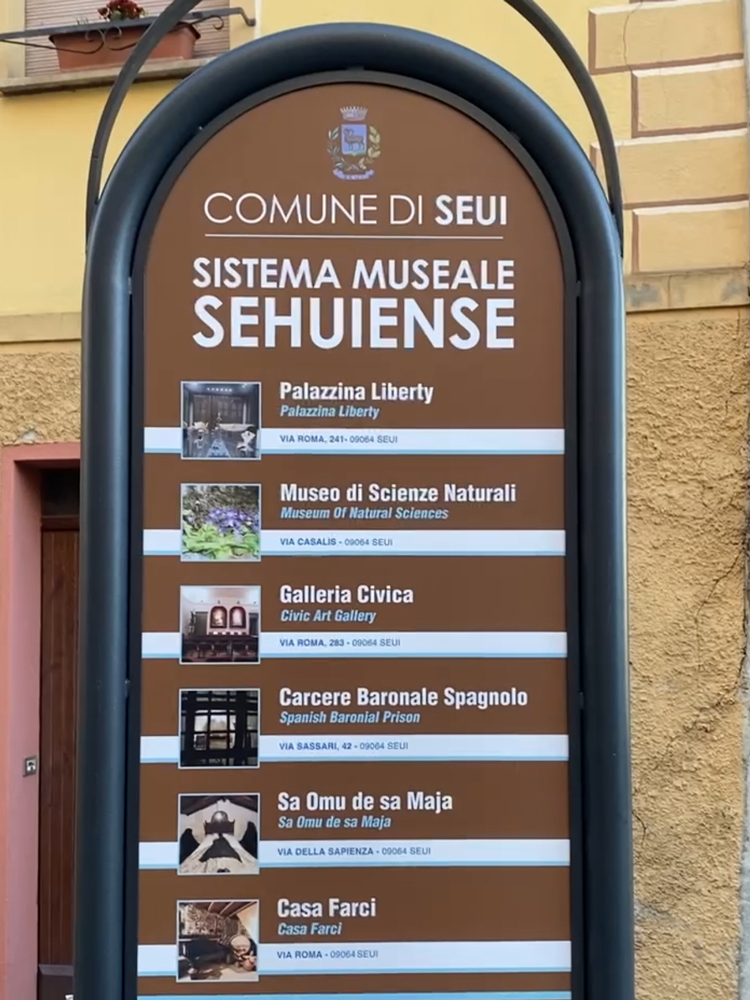 COMUNE DI SEUI
SISTEMA MUSEALE
SEHUIENSE
Palazzina Liberty
Palazzina Liberty
VIA ROMA, 241- 09064 SEUI
Museo di Scienze Naturali
Museum Of Natural Sciences
VIA CASALIS - 09064 SEUI
Galleria Civica
Civic Art Gallery
VIA ROMA, 283 - 09064 SEUI
Carcere Baronale Spagnolo
Spanish Baronial Prison
VIA SASSARI, 42 - 09064 SEUI
Sa Omu de sa Maja
Sa Omu de sa Maja
VIA DELLA SAPIENZA - 09064 SEUI
Casa Farci
Casa Farci
VIA ROMA - 09064 SEUI